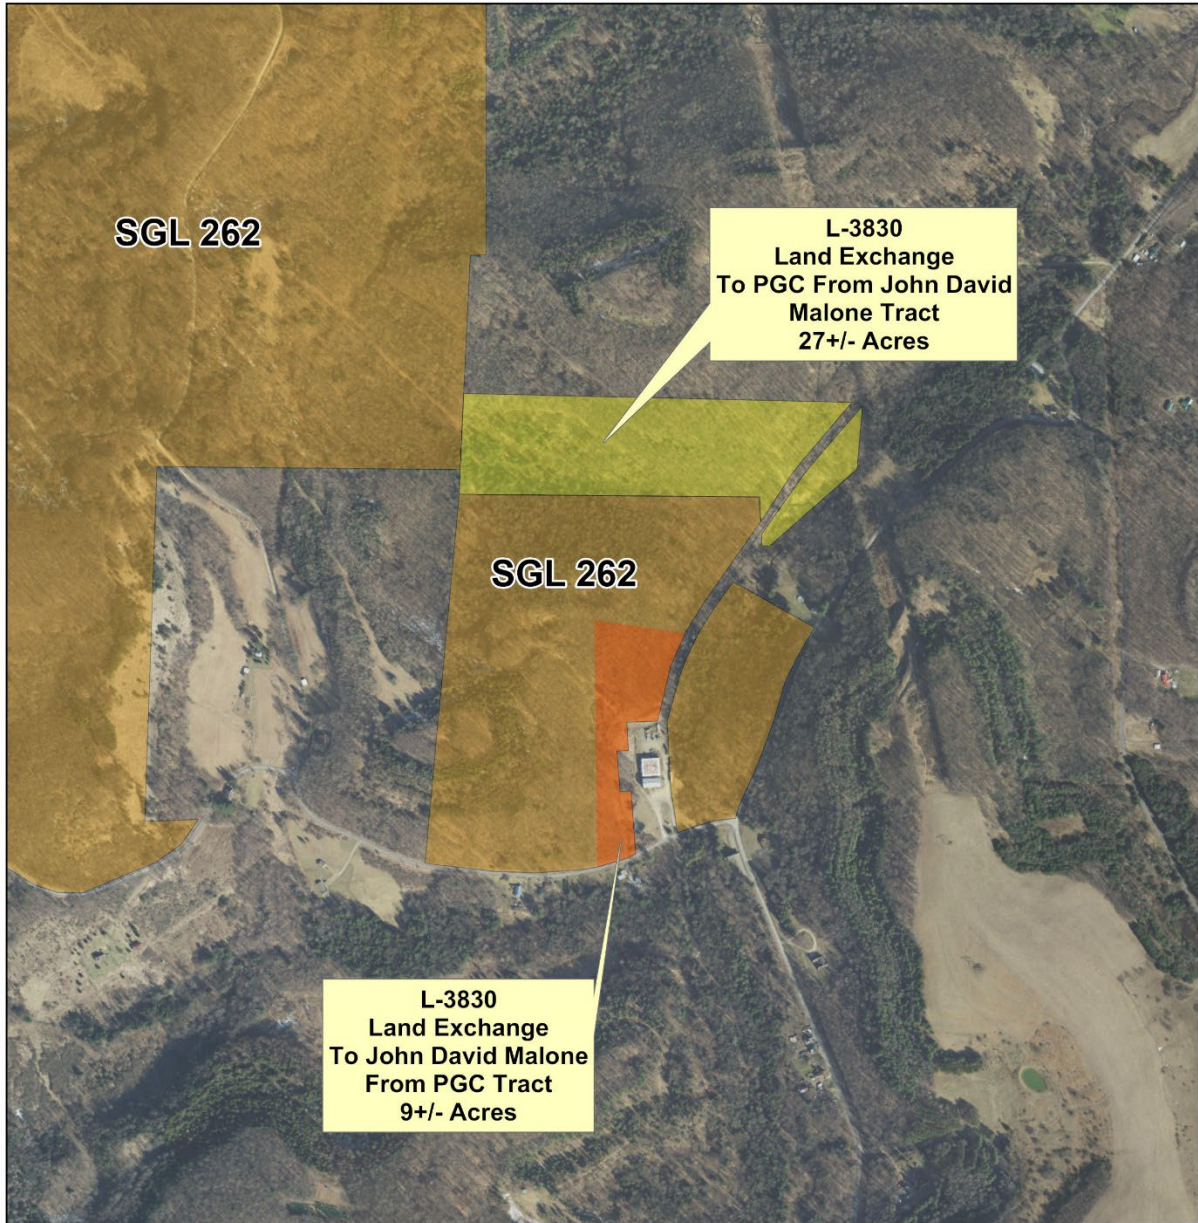 SGL 262
L-3830
Land Exchange
To PGC From John David
Malone Tract
27+/- Acres
SGL 262
L-3830
Land Exchange
To John David Malone
From PGC Tract
9+/- Acres